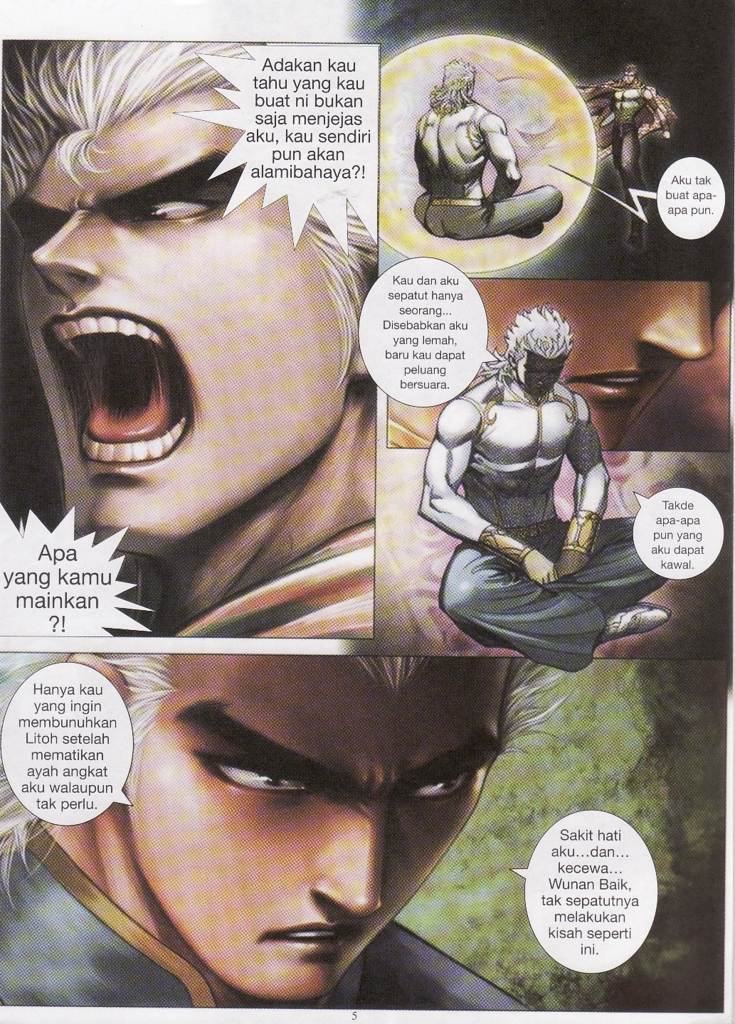 Adakan kau
tahu yang kau
buat ni bukan
saja menjejas
aku, kau sendiri
pun akan
alamibahaya?!
Apa
yang kamu
mainkan
?!
Aku tak
buat apa-
apa pun.
Kau dan aku
sepatut hanya
seorang...
Disebabkan aku
yang lemah,
baru kau dapat
peluang
bersuara.
Takde
apa-apa
pun yang
aku dapat
kawal.
Hanya kau
yang ingin
membunuhkan
Litoh setelah
mematikan
ayah angkat
aku walaupun
tak perlu.
Sakit hati
aku...dan...
kecewa...
Wunan Baik,
tak sepatutnya
melakukan
kisah seperti
ini.
5